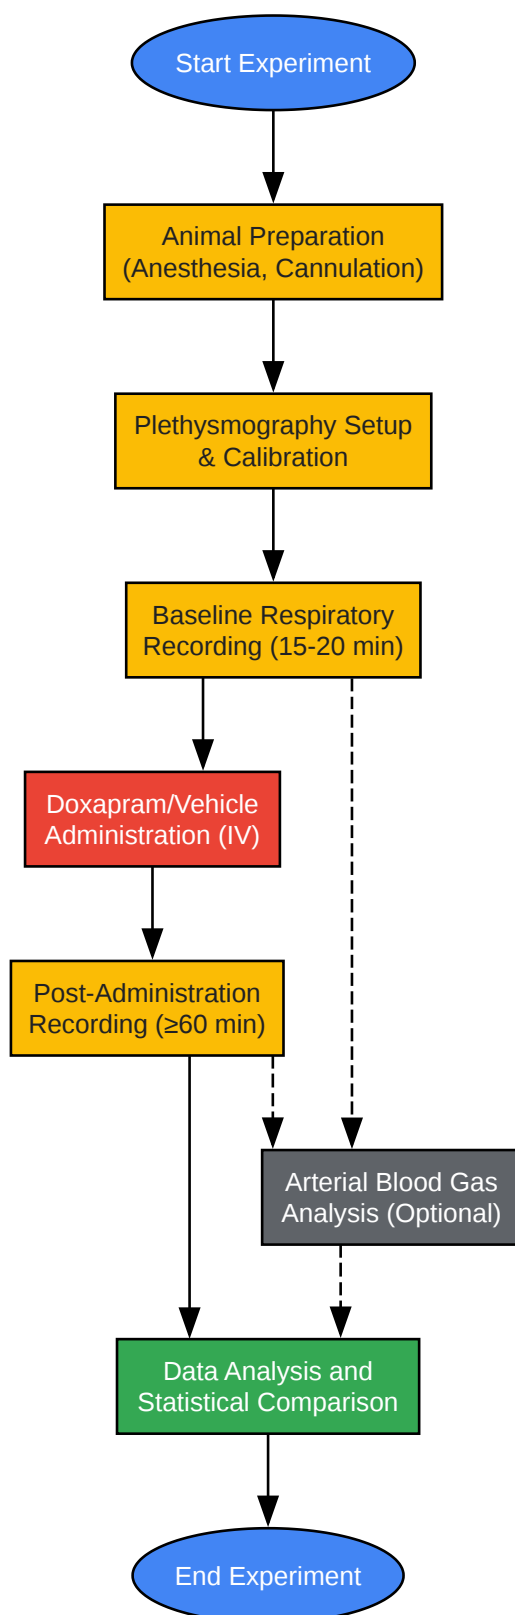 Start Experiment
Animal Preparation
(Anesthesia, Cannulation)
Plethysmography Setup
& Calibration
Baseline Respiratory
Recording (15-20 min)
Doxapram/Vehicle
Administration (IV)
Post-Administration
Recording (≥60 min)
Arterial Blood Gas
Analysis (Optional)
Data Analysis and
Statistical Comparison
End Experiment